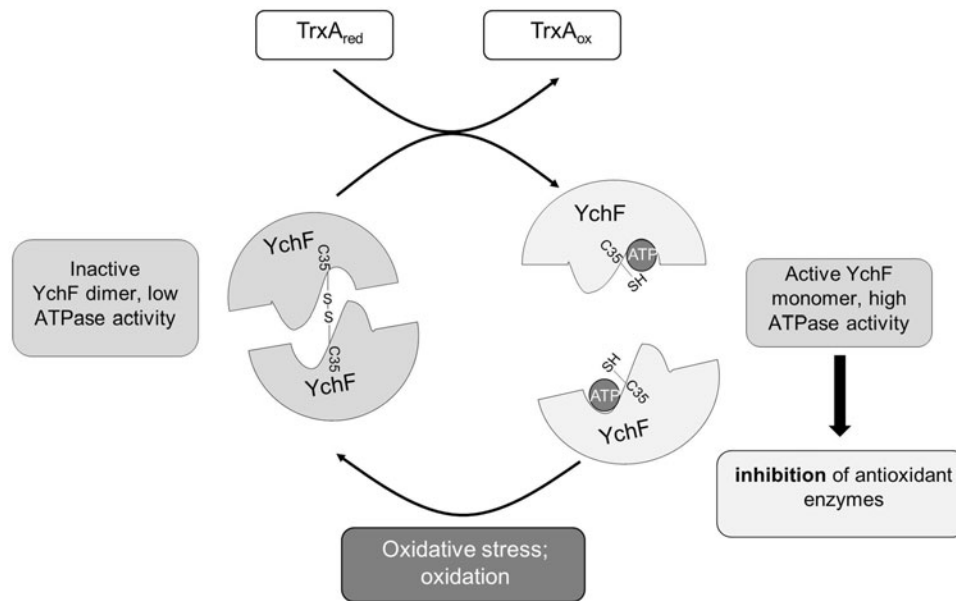 TrxAred
TrxAox
YchF
C35
S
S
C35
YchF
YchF
C35
ATP
SH
SH
C35
ATP
YchF
Inactive
YchF dimer, low
ATPase activity
Active YchF
monomer, high
ATPase activity
inhibition of antioxidant
enzymes
Oxidative stress;
oxidation